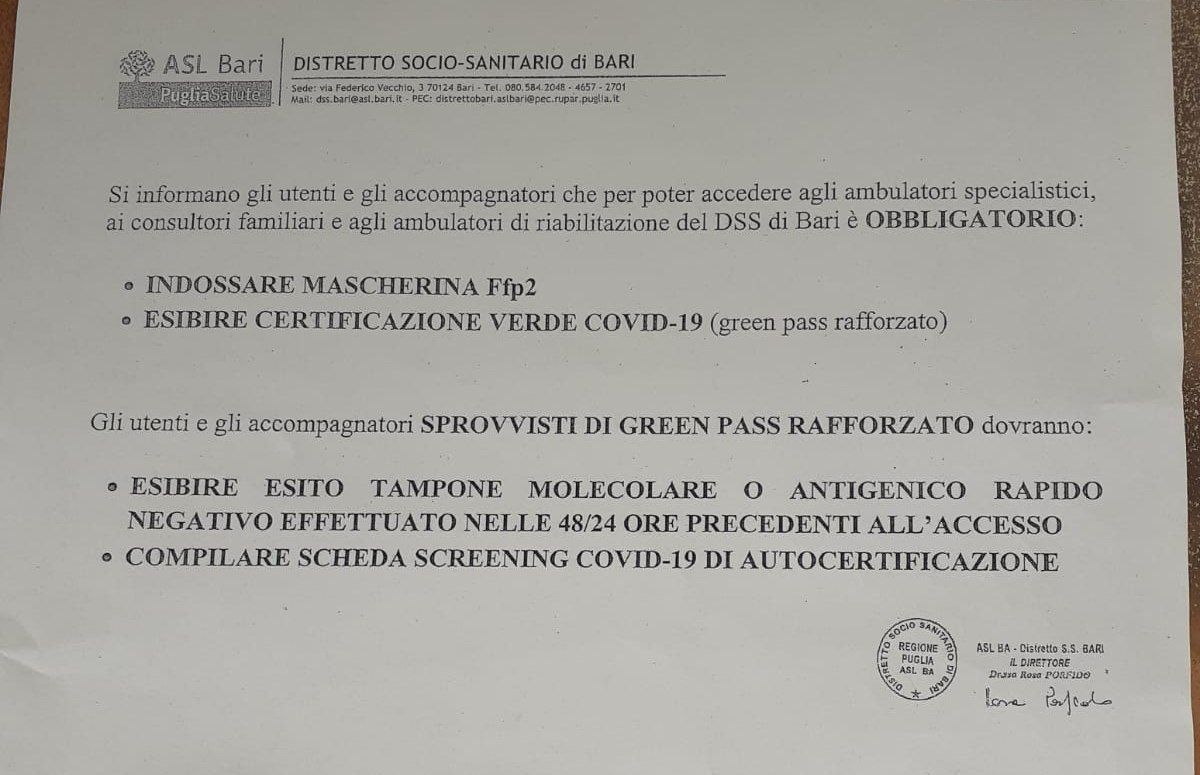 ASL Bari
PugliaSalute
DISTRETTO SOCIO-SANITARIO di BARI
Sede: via Federico Vecchio, 3 70124 Bari - Tel. 080.584.2048 - 4657 - 2701
Mail: dss.bari@asl.bari.it - PEC: distrettobari.aslbari@pec.rupar.puglia.it
Si informano gli utenti e gli accompagnatori che per poter accedere agli ambulatori specialistici,
ai consultori familiari e agli ambulatori di riabilitazione del DSS di Bari è OBBLIGATORIO:
• INDOSSARE MASCHERINA Ffp2
• ESIBIRE CERTIFICAZIONE VERDE COVID-19 (green pass rafforzato)
Gli utenti e gli accompagnatori SPROVVISTI DI GREEN PASS RAFFORZATO dovranno:
• ESIBIRE ESITO TAMPONE MOLECOLARE O ANTIGENICO RAPIDO
NEGATIVO EFFETTUATO NELLE 48/24 ORE PRECEDENTI ALL'ACCESSO
• COMPILARE SCHEDA SCREENING COVID-19 DI AUTOCERTIFICAZIONE
DISTRETTO SOCIO SANITARIO DI BARI
REGIONE
PUGLIA
ASL BA
ASL BA - Distretto S.S. BARI
IL DIRETTORE
Dr.ssa Rosa PORFIDO